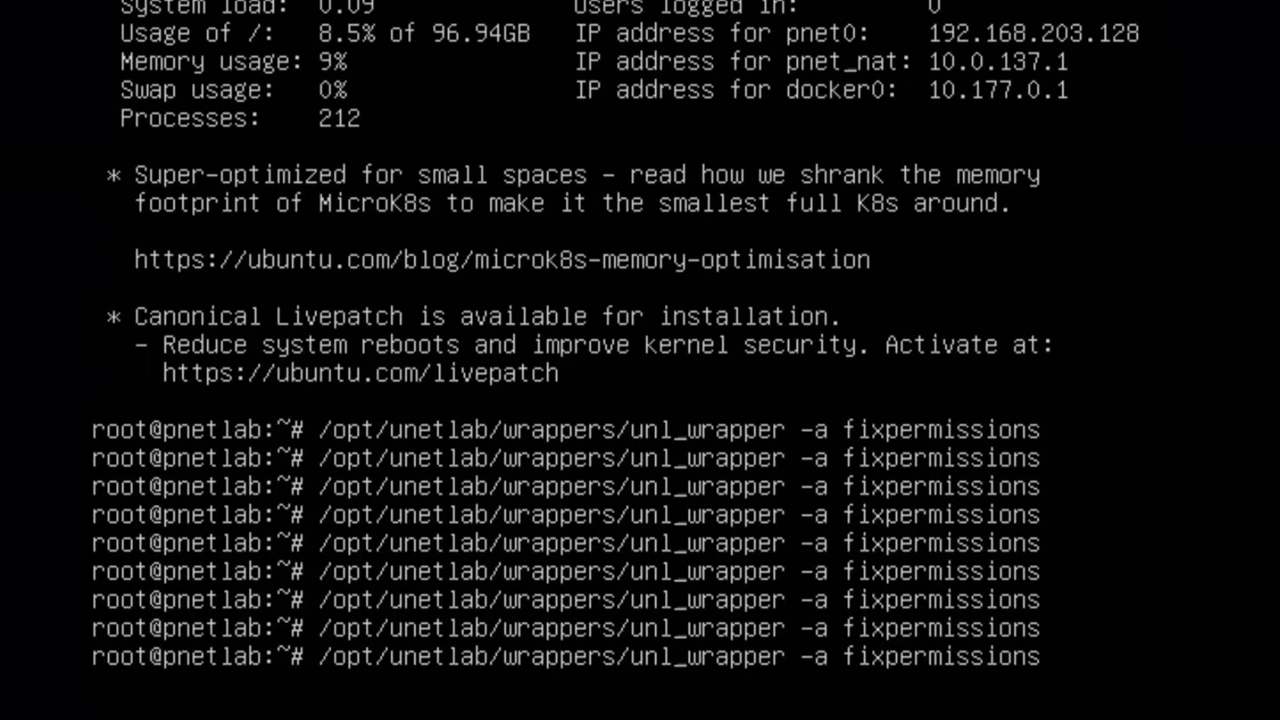 System load: 0.09 Users logged in: 0
Usage of /: 8.5% of 96.94GB IP address for pnet0: 192.168.203.128
Memory usage: 9% IP address for pnet_nat: 10.0.137.1
Swap usage: 0% IP address for docker0: 10.177.0.1
Processes: 212
* Super-optimized for small spaces - read how we shrank the memory
footprint of MicroK8s to make it the smallest full K8s around.
https://ubuntu.com/blog/microk8s-memory-optimisation
* Canonical Livepatch is available for installation.
- Reduce system reboots and improve kernel security. Activate at:
https://ubuntu.com/livepatch
root@pnetlab:~# /opt/unetlab/wrappers/unl_wrapper -a fixpermissions
root@pnetlab:~# /opt/unetlab/wrappers/unl_wrapper -a fixpermissions
root@pnetlab:~# /opt/unetlab/wrappers/unl_wrapper -a fixpermissions
root@pnetlab:~# /opt/unetlab/wrappers/unl_wrapper -a fixpermissions
root@pnetlab:~# /opt/unetlab/wrappers/unl_wrapper -a fixpermissions
root@pnetlab:~# /opt/unetlab/wrappers/unl_wrapper -a fixpermissions
root@pnetlab:~# /opt/unetlab/wrappers/unl_wrapper -a fixpermissions
root@pnetlab:~# /opt/unetlab/wrappers/unl_wrapper -a fixpermissions
root@pnetlab:~# /opt/unetlab/wrappers/unl_wrapper -a fixpermissions